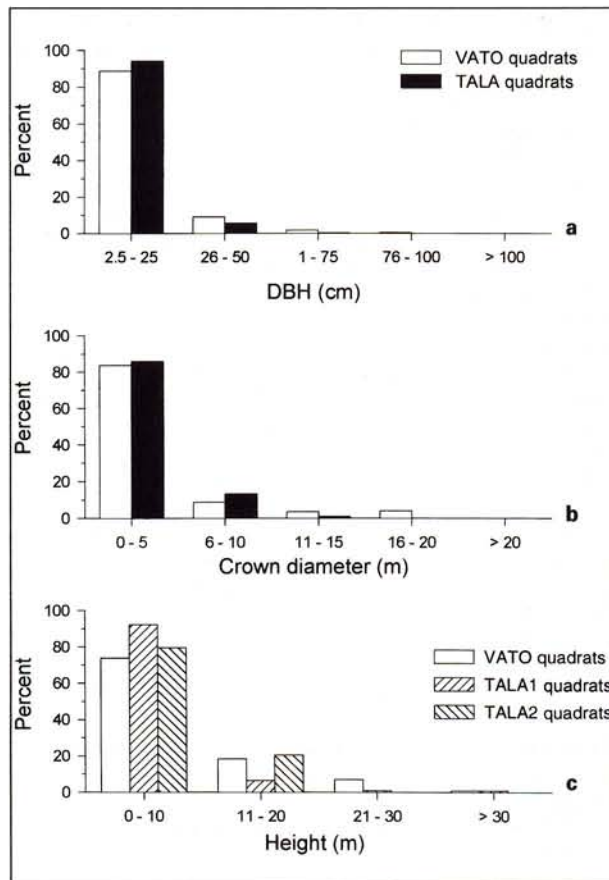 100
80
60
40
20
0
Percent
VATO quadrats
TALA quadrats
a
2.5 - 25 26 - 50 1 - 75 76 - 100 > 100
DBH (cm)
100
80
60
40
20
0
Percent
b
0 - 5 6 - 10 11 - 15 16 - 20 > 20
Crown diameter (m)
100
80
60
40
20
0
Percent
VATO quadrats
TALA1 quadrats
TALA2 quadrats
c
0 - 10 11 - 20 21 - 30 > 30
Height (m)